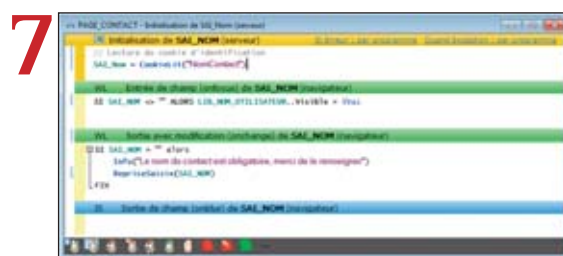 7
PAGE_CONTACT - Initialisation de SAI_Nom (serveur)
Initialisation de SAI_NOM (serveur)
// Lecture du cookie d'identification
SAI_Nom = CookieLit("NomContact")
WL Entrée de champ (onfocus) de SAI_NOM (navigateur)
SI SAI_NOM <> "" ALORS LIB_NOM_UTILISATEUR..Visible = Vrai
WL Sortie avec modification (onchange) de SAI_NOM (navigateur)
SI SAI_NOM = "" alors
Info("Le nom du contact est obligatoire, merci de le renseigner")
RepriseSaisie(SAI_NOM)
FIN
Sortie de champ (onblur) de SAI_NOM (navigateur)